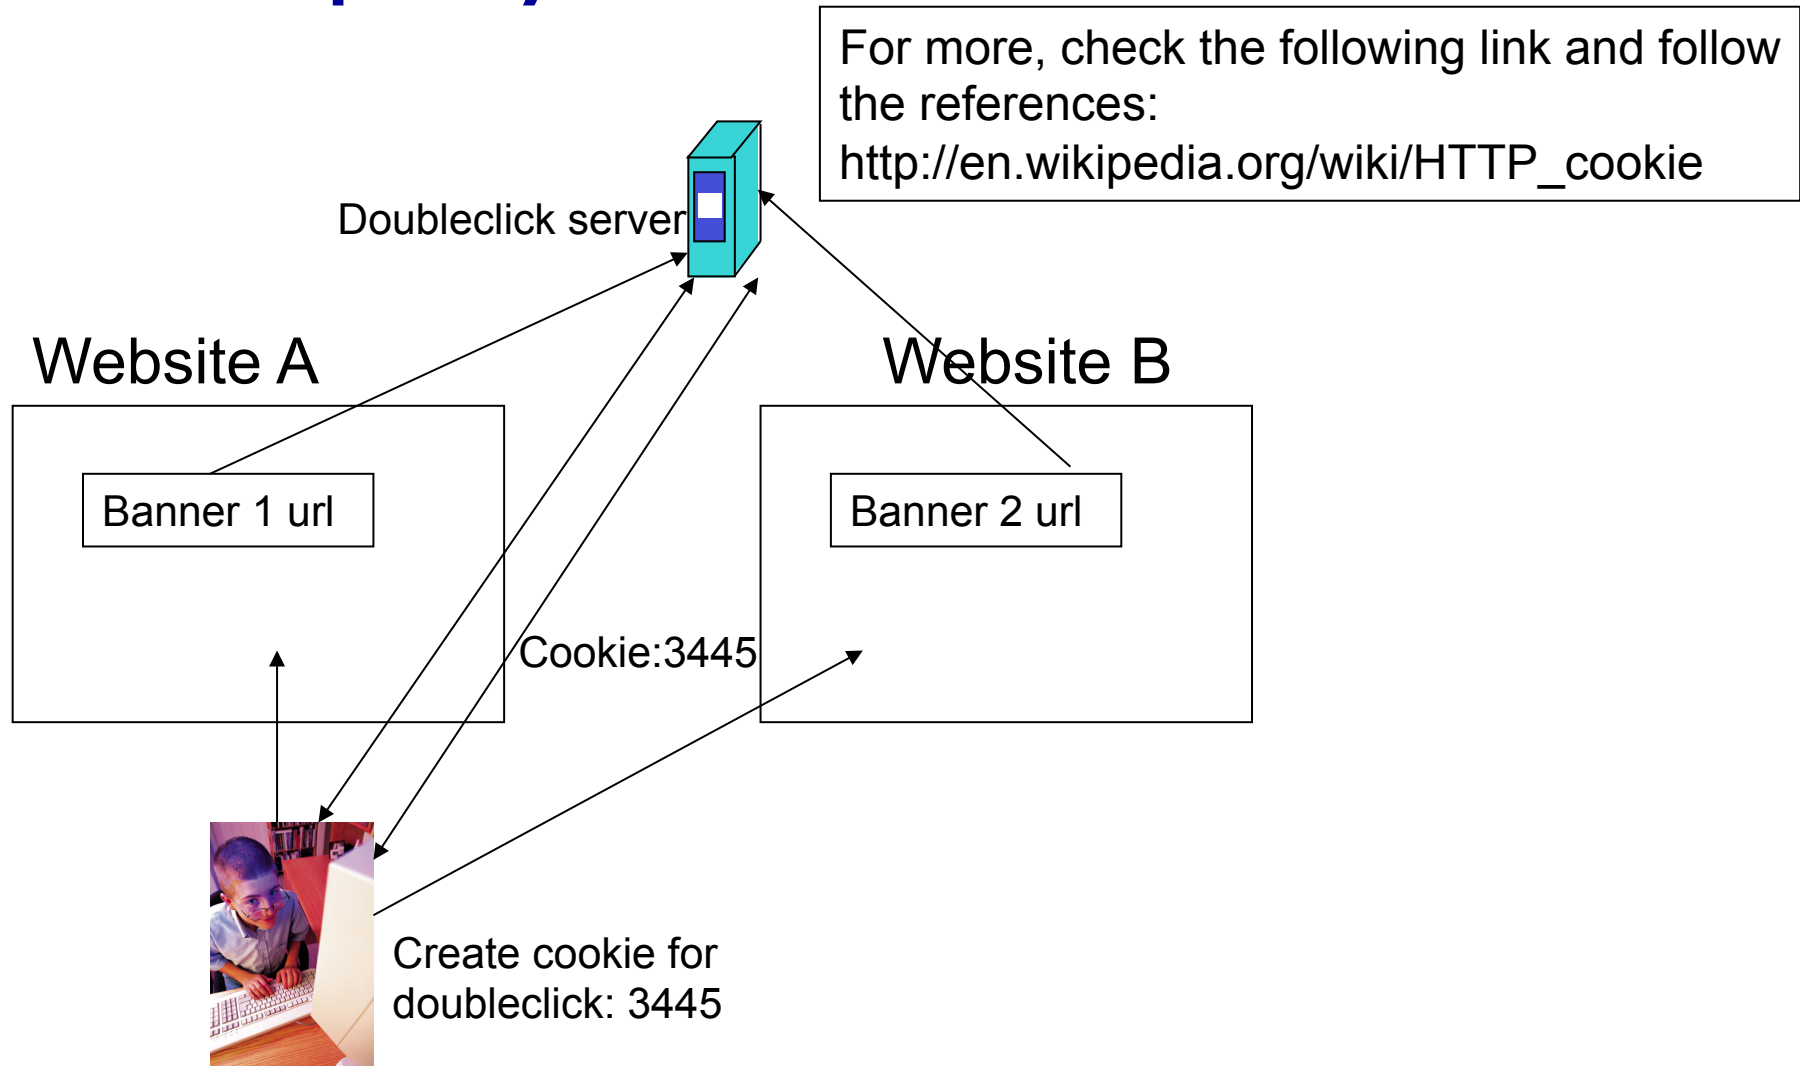 For more, check the following link and follow
the references:
http://en.wikipedia.org/wiki/HTTP_cookie
Doubleclick server
Website A
Website B
Banner 1 url
Banner 2 url
Cookie:3445
Create cookie for
doubleclick: 3445